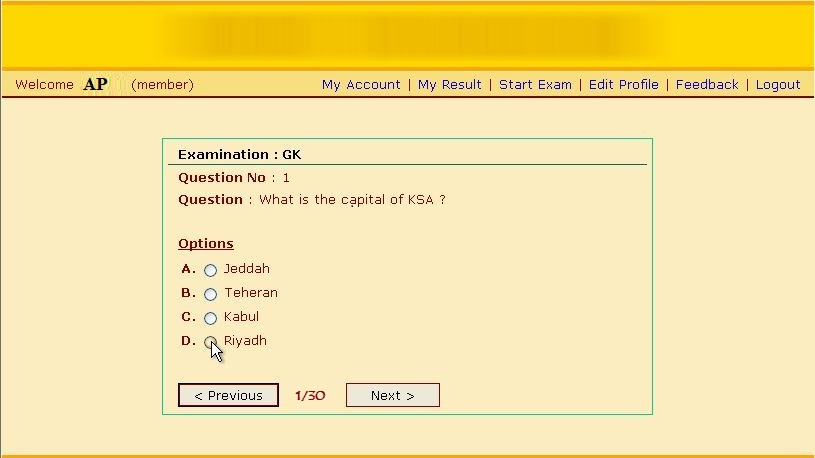 Welcome AP (member) My Account | My Result | Start Exam | Edit Profile | Feedback | Logout
Examination : GK
Question No : 1
Question : What is the capital of KSA ?
Options
A. Jeddah
B. Teheran
C. Kabul
D. Riyadh
< Previous 1/30 Next >